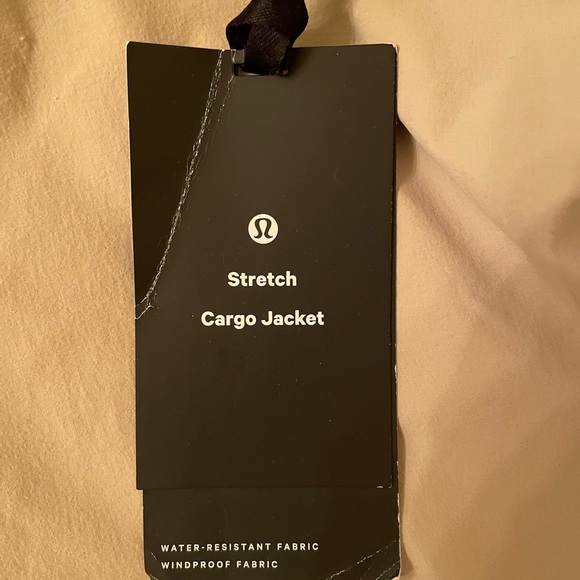 Stretch
Cargo Jacket
WATER-RESISTANT FABRIC
WINDPROOF FABRIC